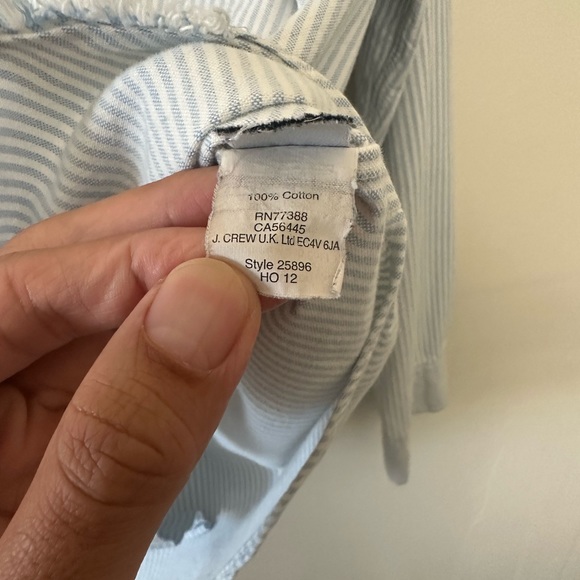 100% Cotton
RN77388
CA56445
J. CREW U.K. Ltd EC4V 6JA
Style 25896
HO 12